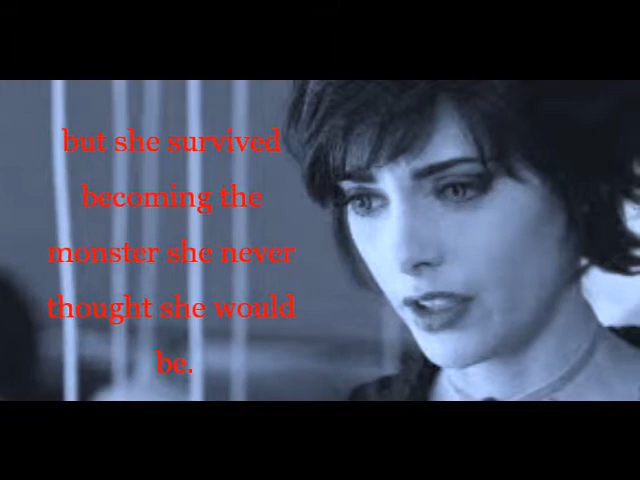 but she survived
becoming the
monster she never
thought she would
be.